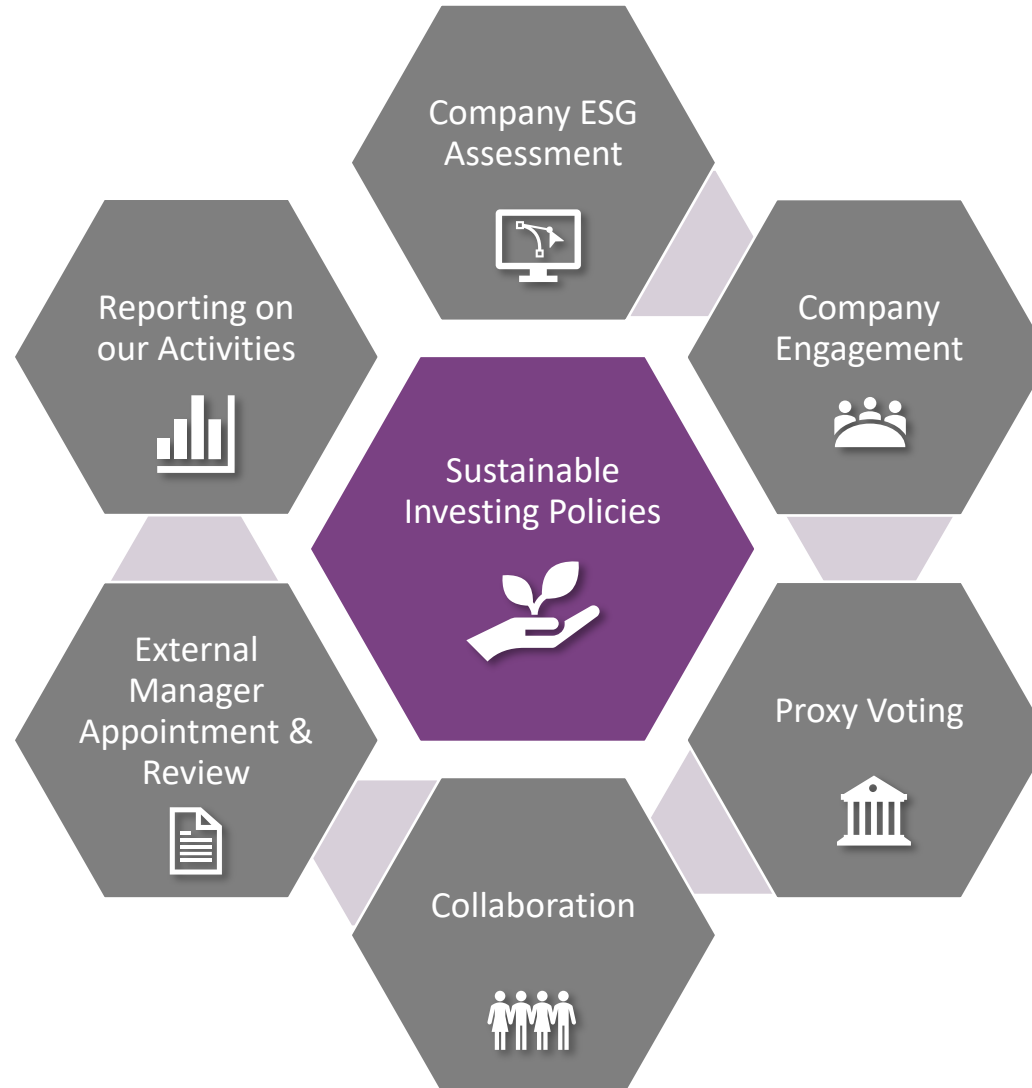 Company ESG
Assessment
Company
Engagement
Proxy Voting
Collaboration
External
Manager
Appointment &
Review
Reporting on
our Activities
Sustainable
Investing Policies